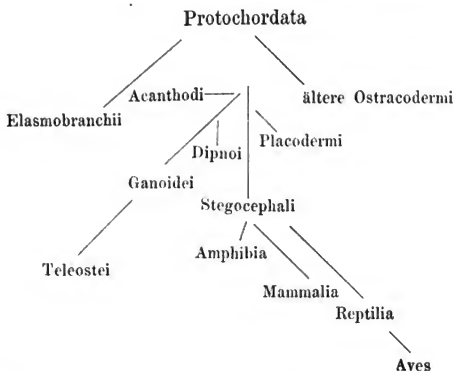 Protochordata
Acanthodi
ältere Ostracodermi
Elasmobranchii
Placodermi
Dipnoi
Ganoidei
Stegocephali
Amphibia
Teleostei
Mammalia
Reptilia
Aves